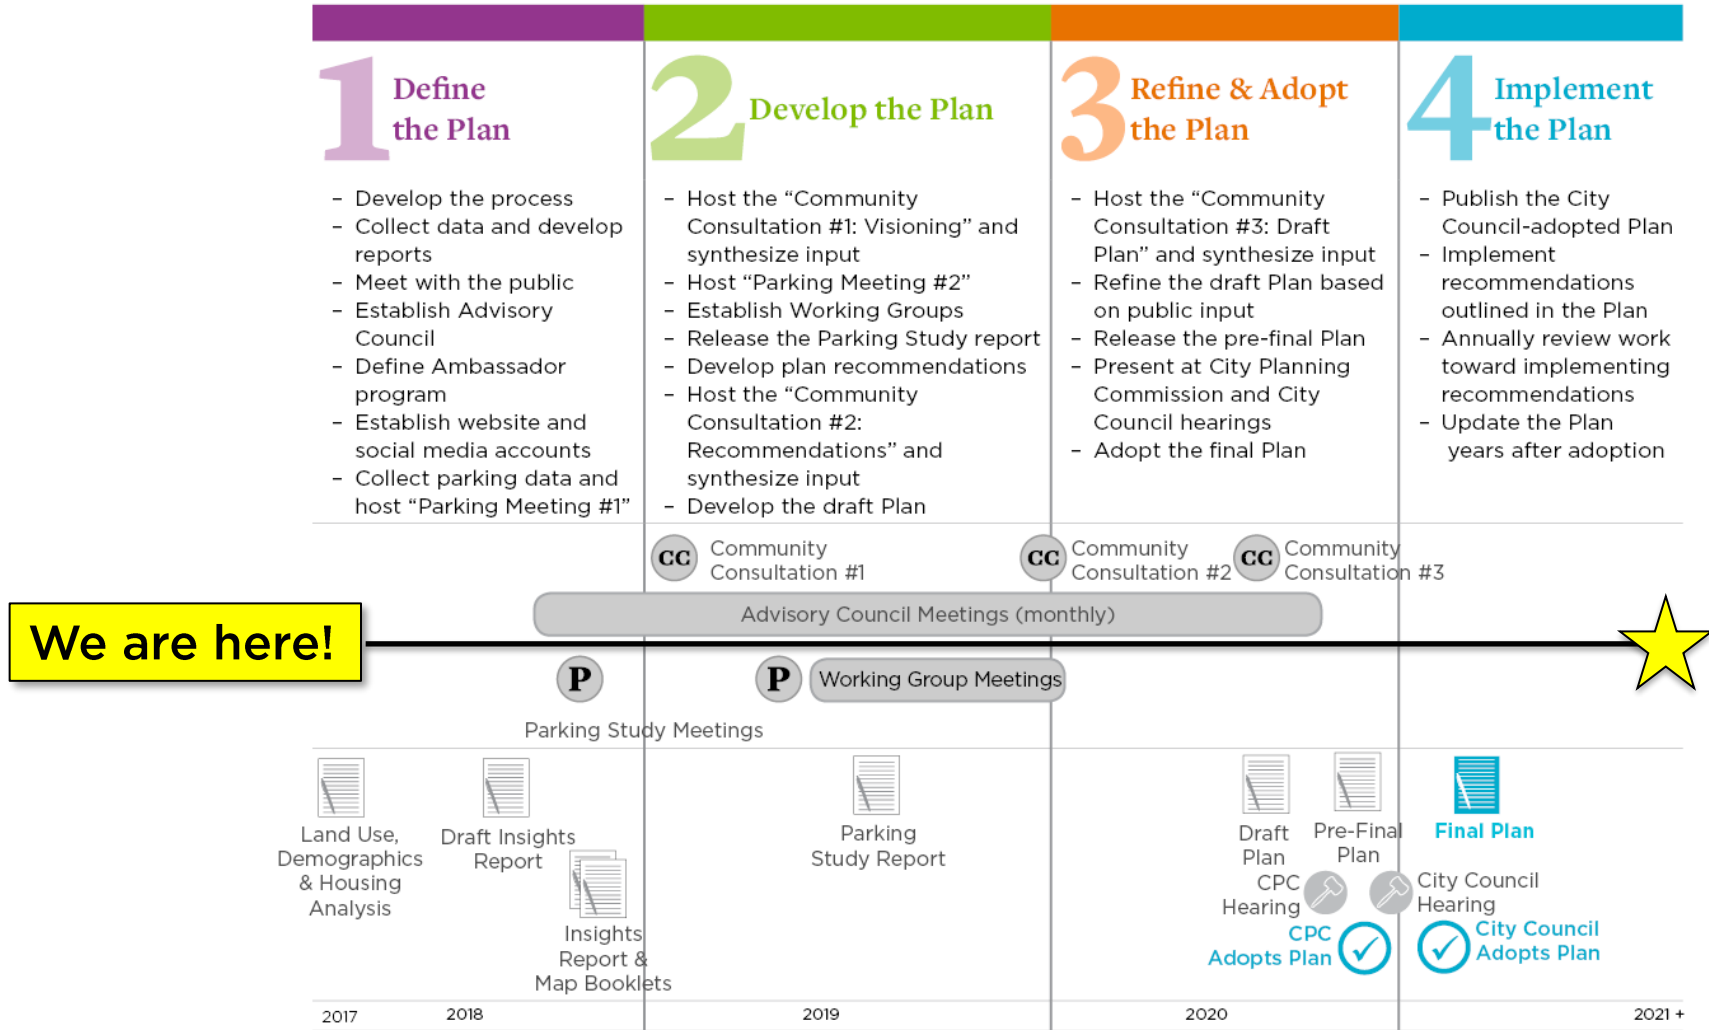 1
Define
the Plan
– Develop the process
– Collect data and develop
reports
– Meet with the public
– Establish Advisory
Council
– Define Ambassador
program
– Establish website and
social media accounts
– Collect parking data and
host “Parking Meeting #1”
2
Develop the Plan
– Host the “Community
Consultation #1: Visioning” and
synthesize input
– Host “Parking Meeting #2”
– Establish Working Groups
– Release the Parking Study report
– Develop plan recommendations
– Host the “Community
Consultation #2:
Recommendations” and
synthesize input
– Develop the draft Plan
3
Refine & Adopt
the Plan
– Host the “Community
Consultation #3: Draft
Plan” and synthesize input
– Refine the draft Plan based
on public input
– Release the pre-final Plan
– Present at City Planning
Commission and City
Council hearings
– Adopt the final Plan
4
Implement
the Plan
– Publish the City
Council-adopted Plan
– Implement
recommendations
outlined in the Plan
– Annually review work
toward implementing
recommendations
– Update the Plan
years after adoption
CC
Community
Consultation #1
CC
Community
Consultation #2
CC
Community
Consultation #3
Advisory Council Meetings (monthly)
We are here!
P
P
Working Group Meetings
Parking Study Meetings
Land Use,
Demographics
& Housing
Analysis
Draft Insights
Report
Insights
Report &
Map Booklets
Parking
Study Report
Draft
Plan
Pre-Final
Plan
Final Plan
CPC
Hearing
City Council
Hearing
CPC
Adopts Plan
City Council
Adopts Plan
2017
2018
2019
2020
2021 +